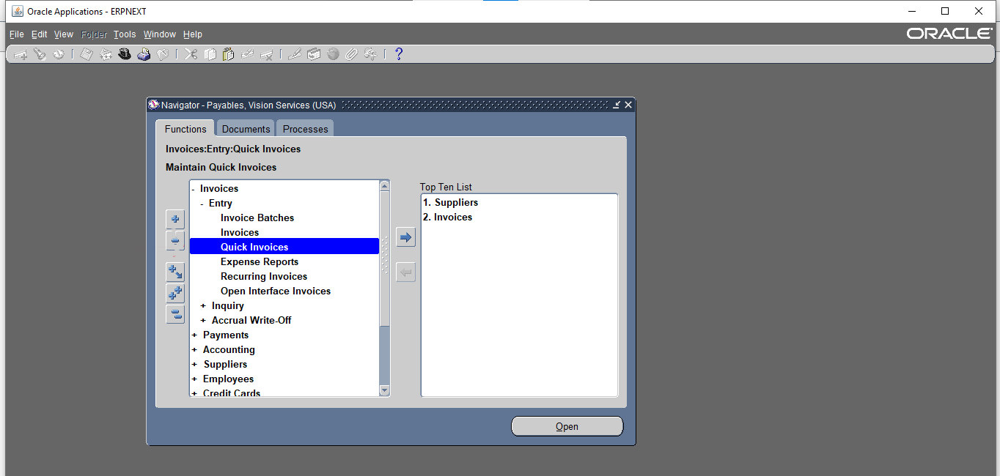 Oracle Applications - ERPNEXT
File Edit View Folder Tools Window Help
ORACLE
Navigator - Payables, Vision Services (USA)
Functions Documents Processes
Invoices:Entry:Quick Invoices
Maintain Quick Invoices
- Invoices
- Entry
Invoice Batches
Invoices
Quick Invoices
Expense Reports
Recurring Invoices
Open Interface Invoices
+ Inquiry
+ Accrual Write-Off
+ Payments
+ Accounting
+ Suppliers
+ Employees
+ Credit Cards
Top Ten List
1. Suppliers
2. Invoices
Open